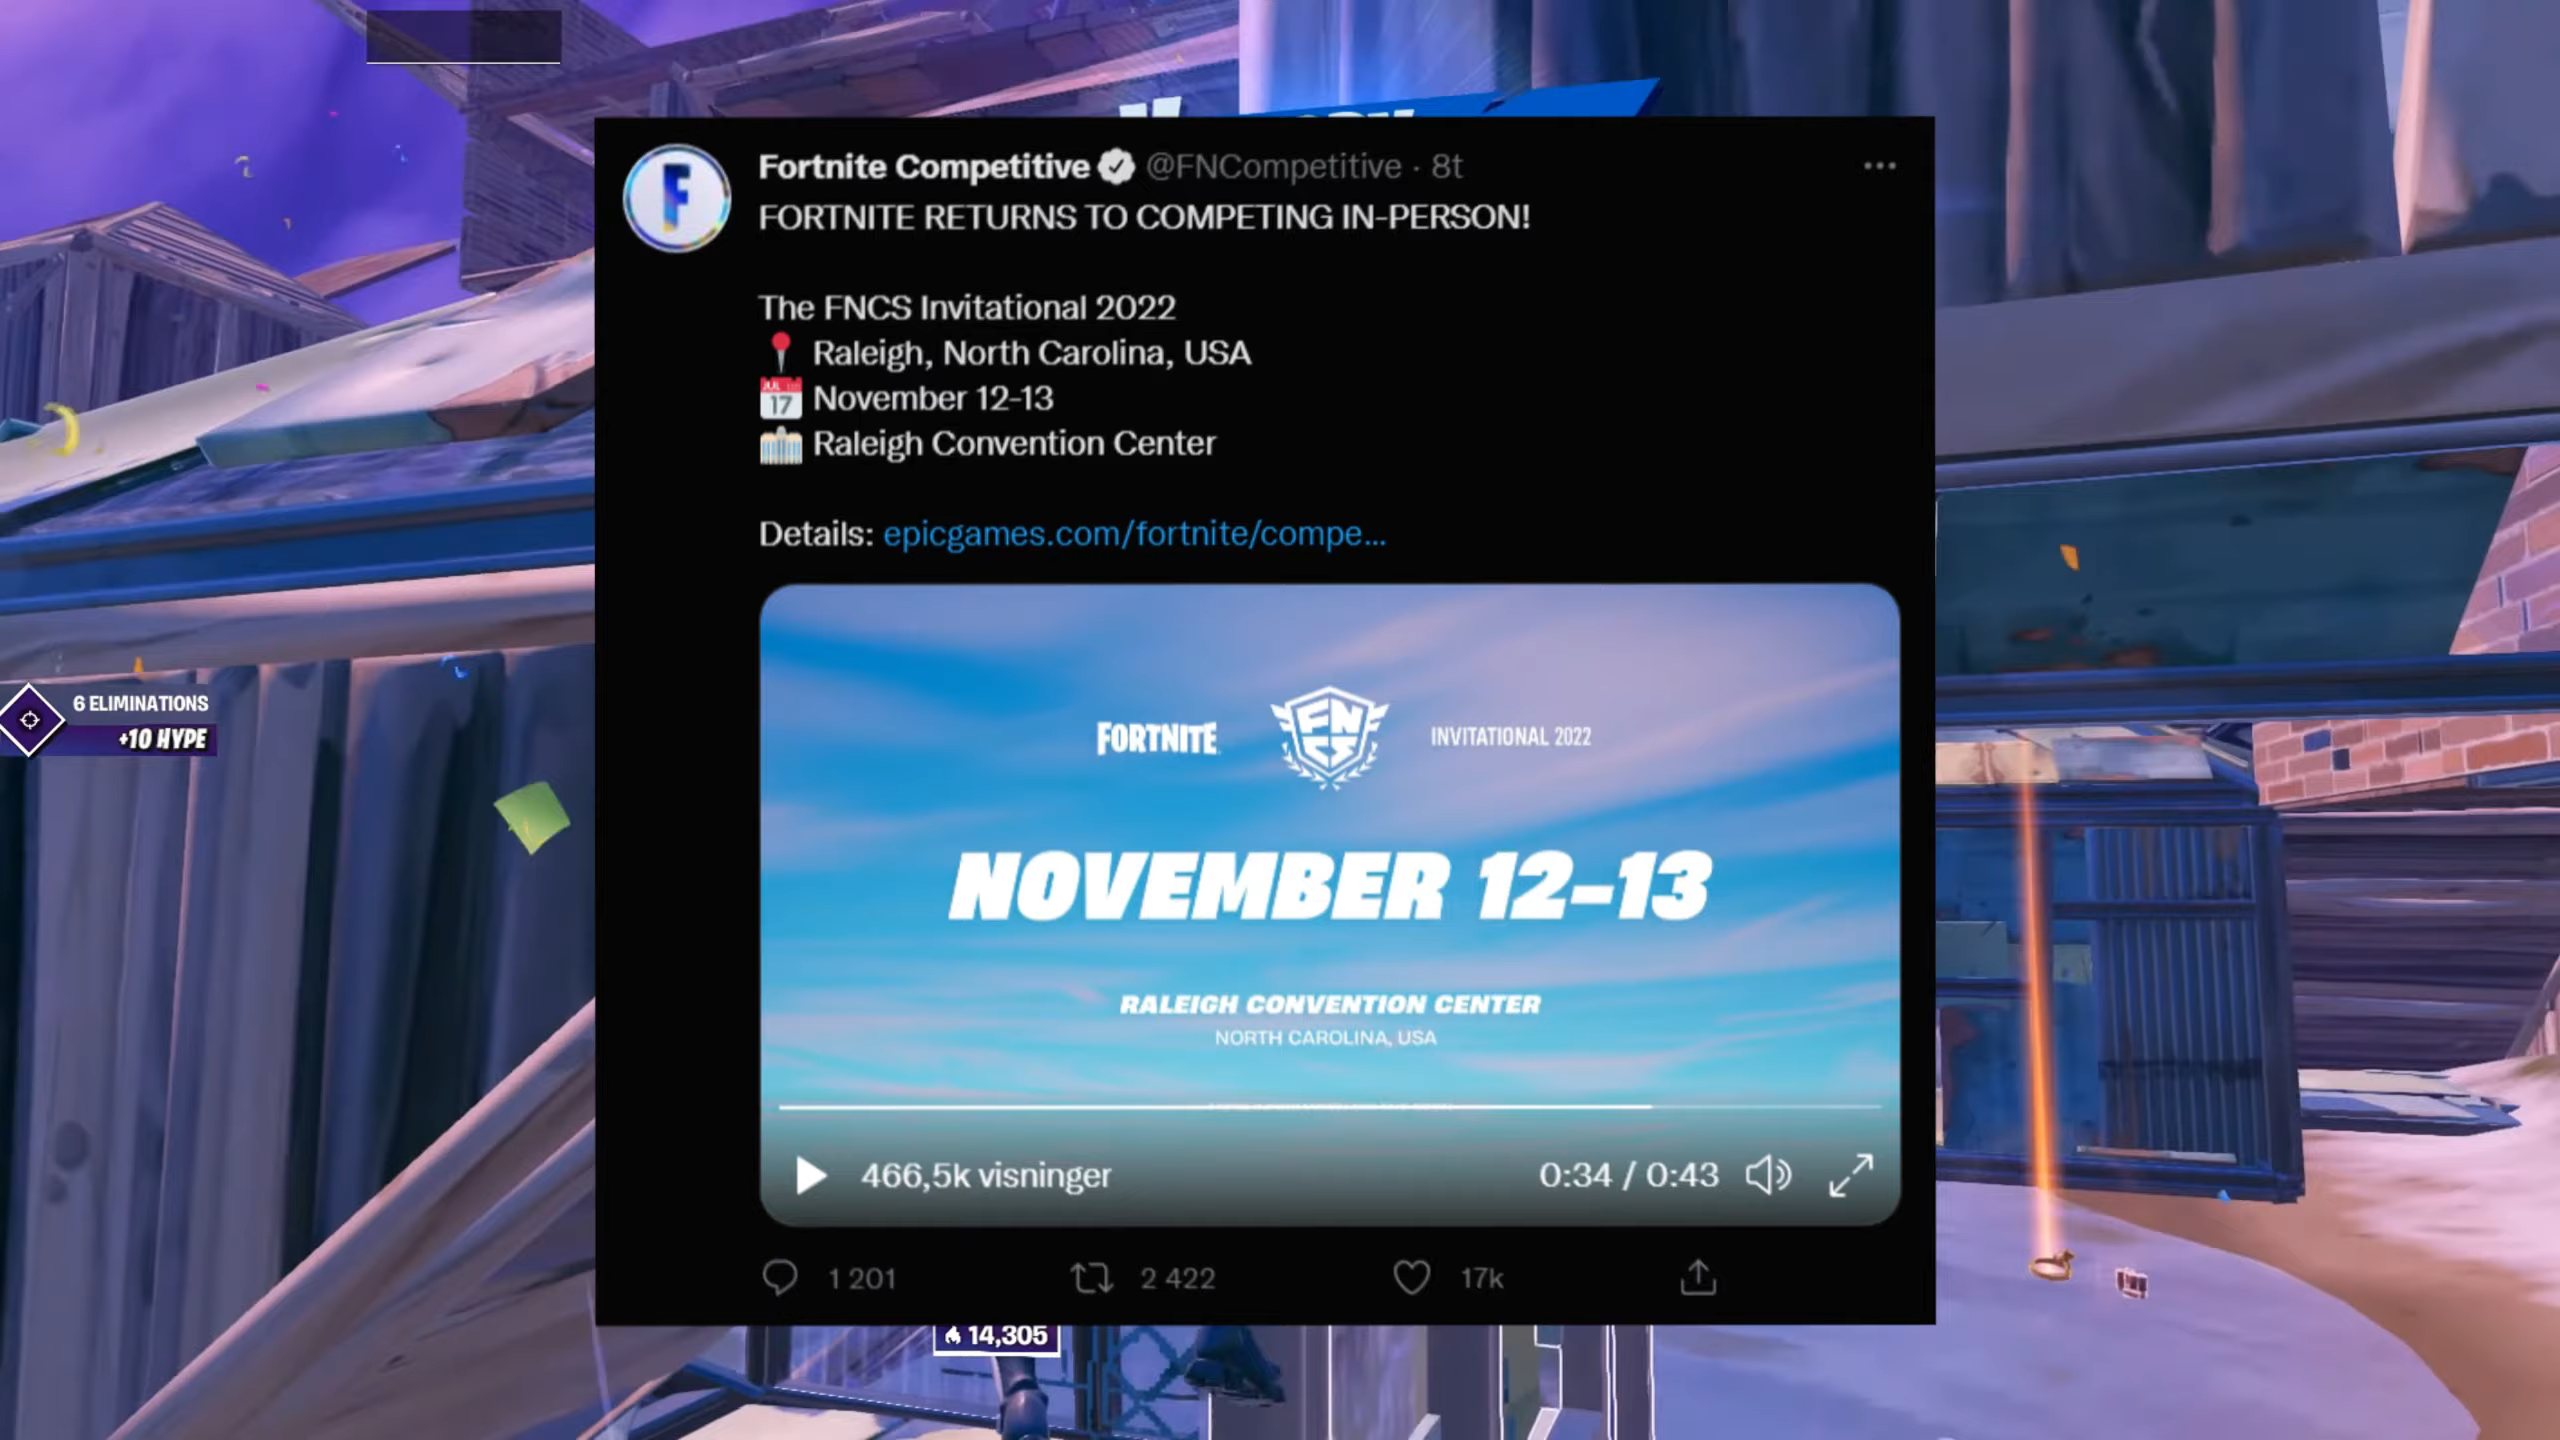 Fortnite Competitive @FNCompetitive · 8t
FORTNITE RETURNS TO COMPETING IN-PERSON!
The FNCS Invitational 2022
Raleigh, North Carolina, USA
JUL 17 November 12-13
Raleigh Convention Center
Details: epicgames.com/fortnite/compe...
FORTNITE FNCS INVITATIONAL 2022
NOVEMBER 12-13
RALEIGH CONVENTION CENTER
NORTH CAROLINA, USA
466,5k visninger 0:34 / 0:43
1 201 2 422 17k
6 ELIMINATIONS
+10 HYPE
14,305